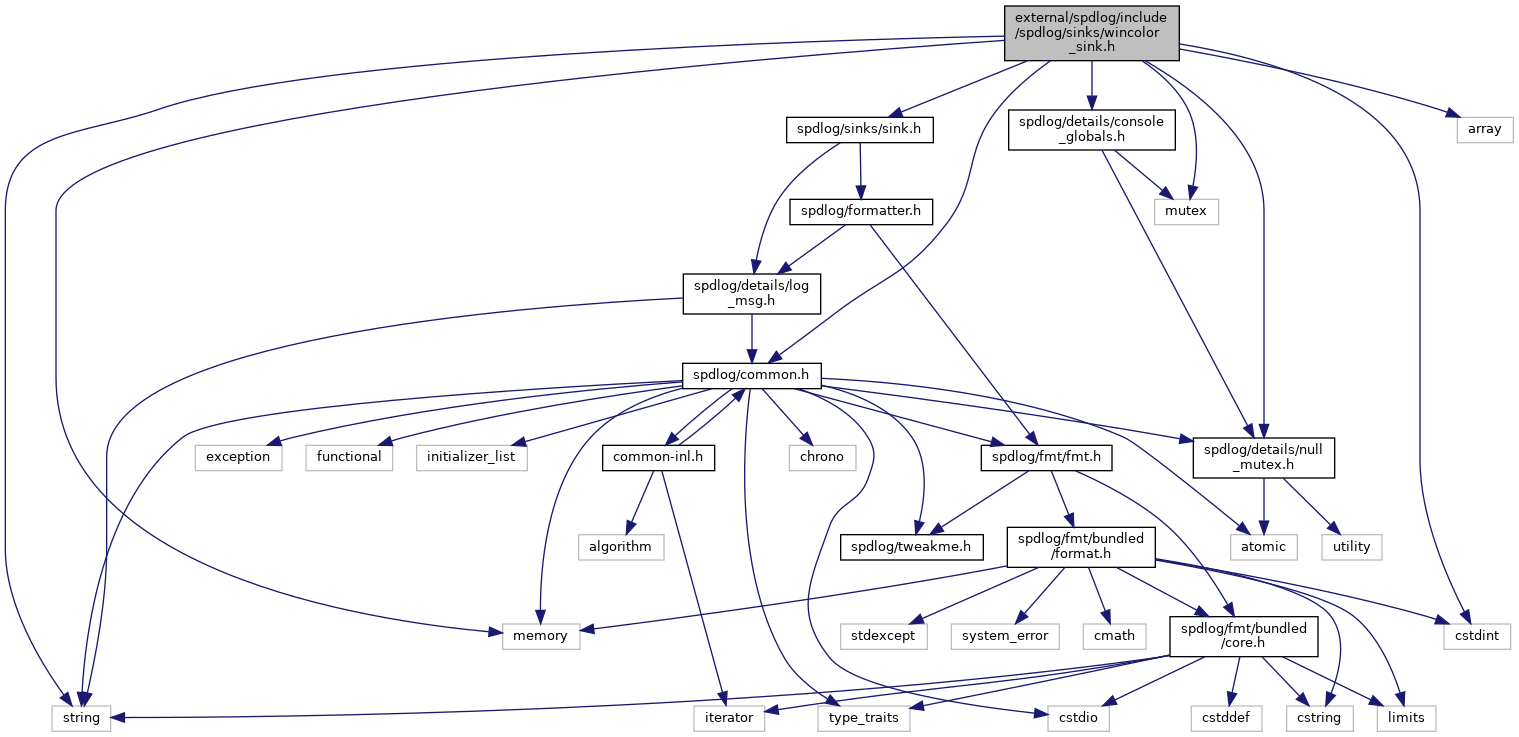 external/spdlog/include
/spdlog/sinks/wincolor
_sink.h
spdlog/sinks/sink.h
spdlog/details/console
_globals.h
array
spdlog/formatter.h
mutex
spdlog/details/log
_msg.h
spdlog/common.h
exception
functional
initializer_list
common-inl.h
chrono
spdlog/fmt/fmt.h
spdlog/details/null
_mutex.h
algorithm
spdlog/tweakme.h
spdlog/fmt/bundled
/format.h
atomic
utility
memory
stdexcept
system_error
cmath
spdlog/fmt/bundled
/core.h
cstdint
string
iterator
type_traits
cstdio
cstddef
cstring
limits